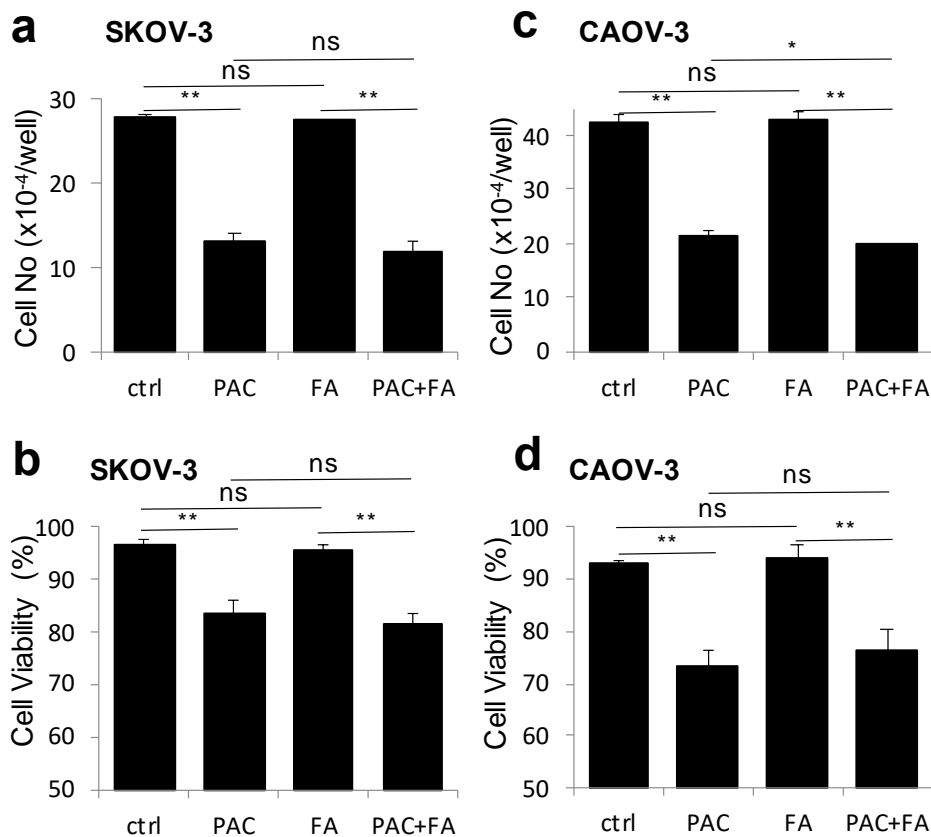 a SKOV-3
ns
ns
** **
Cell No (x10⁻⁴/well)
30
20
10
0
ctrl PAC FA PAC+FA
c CAOV-3
*
ns
** **
Cell No (x10⁻⁴/well)
40
30
20
10
0
ctrl PAC FA PAC+FA
b SKOV-3
ns
ns
** **
Cell Viability (%)
100
90
80
70
60
50
ctrl PAC FA PAC+FA
d CAOV-3
ns
ns
** **
Cell Viability (%)
100
90
80
70
60
50
ctrl PAC FA PAC+FA